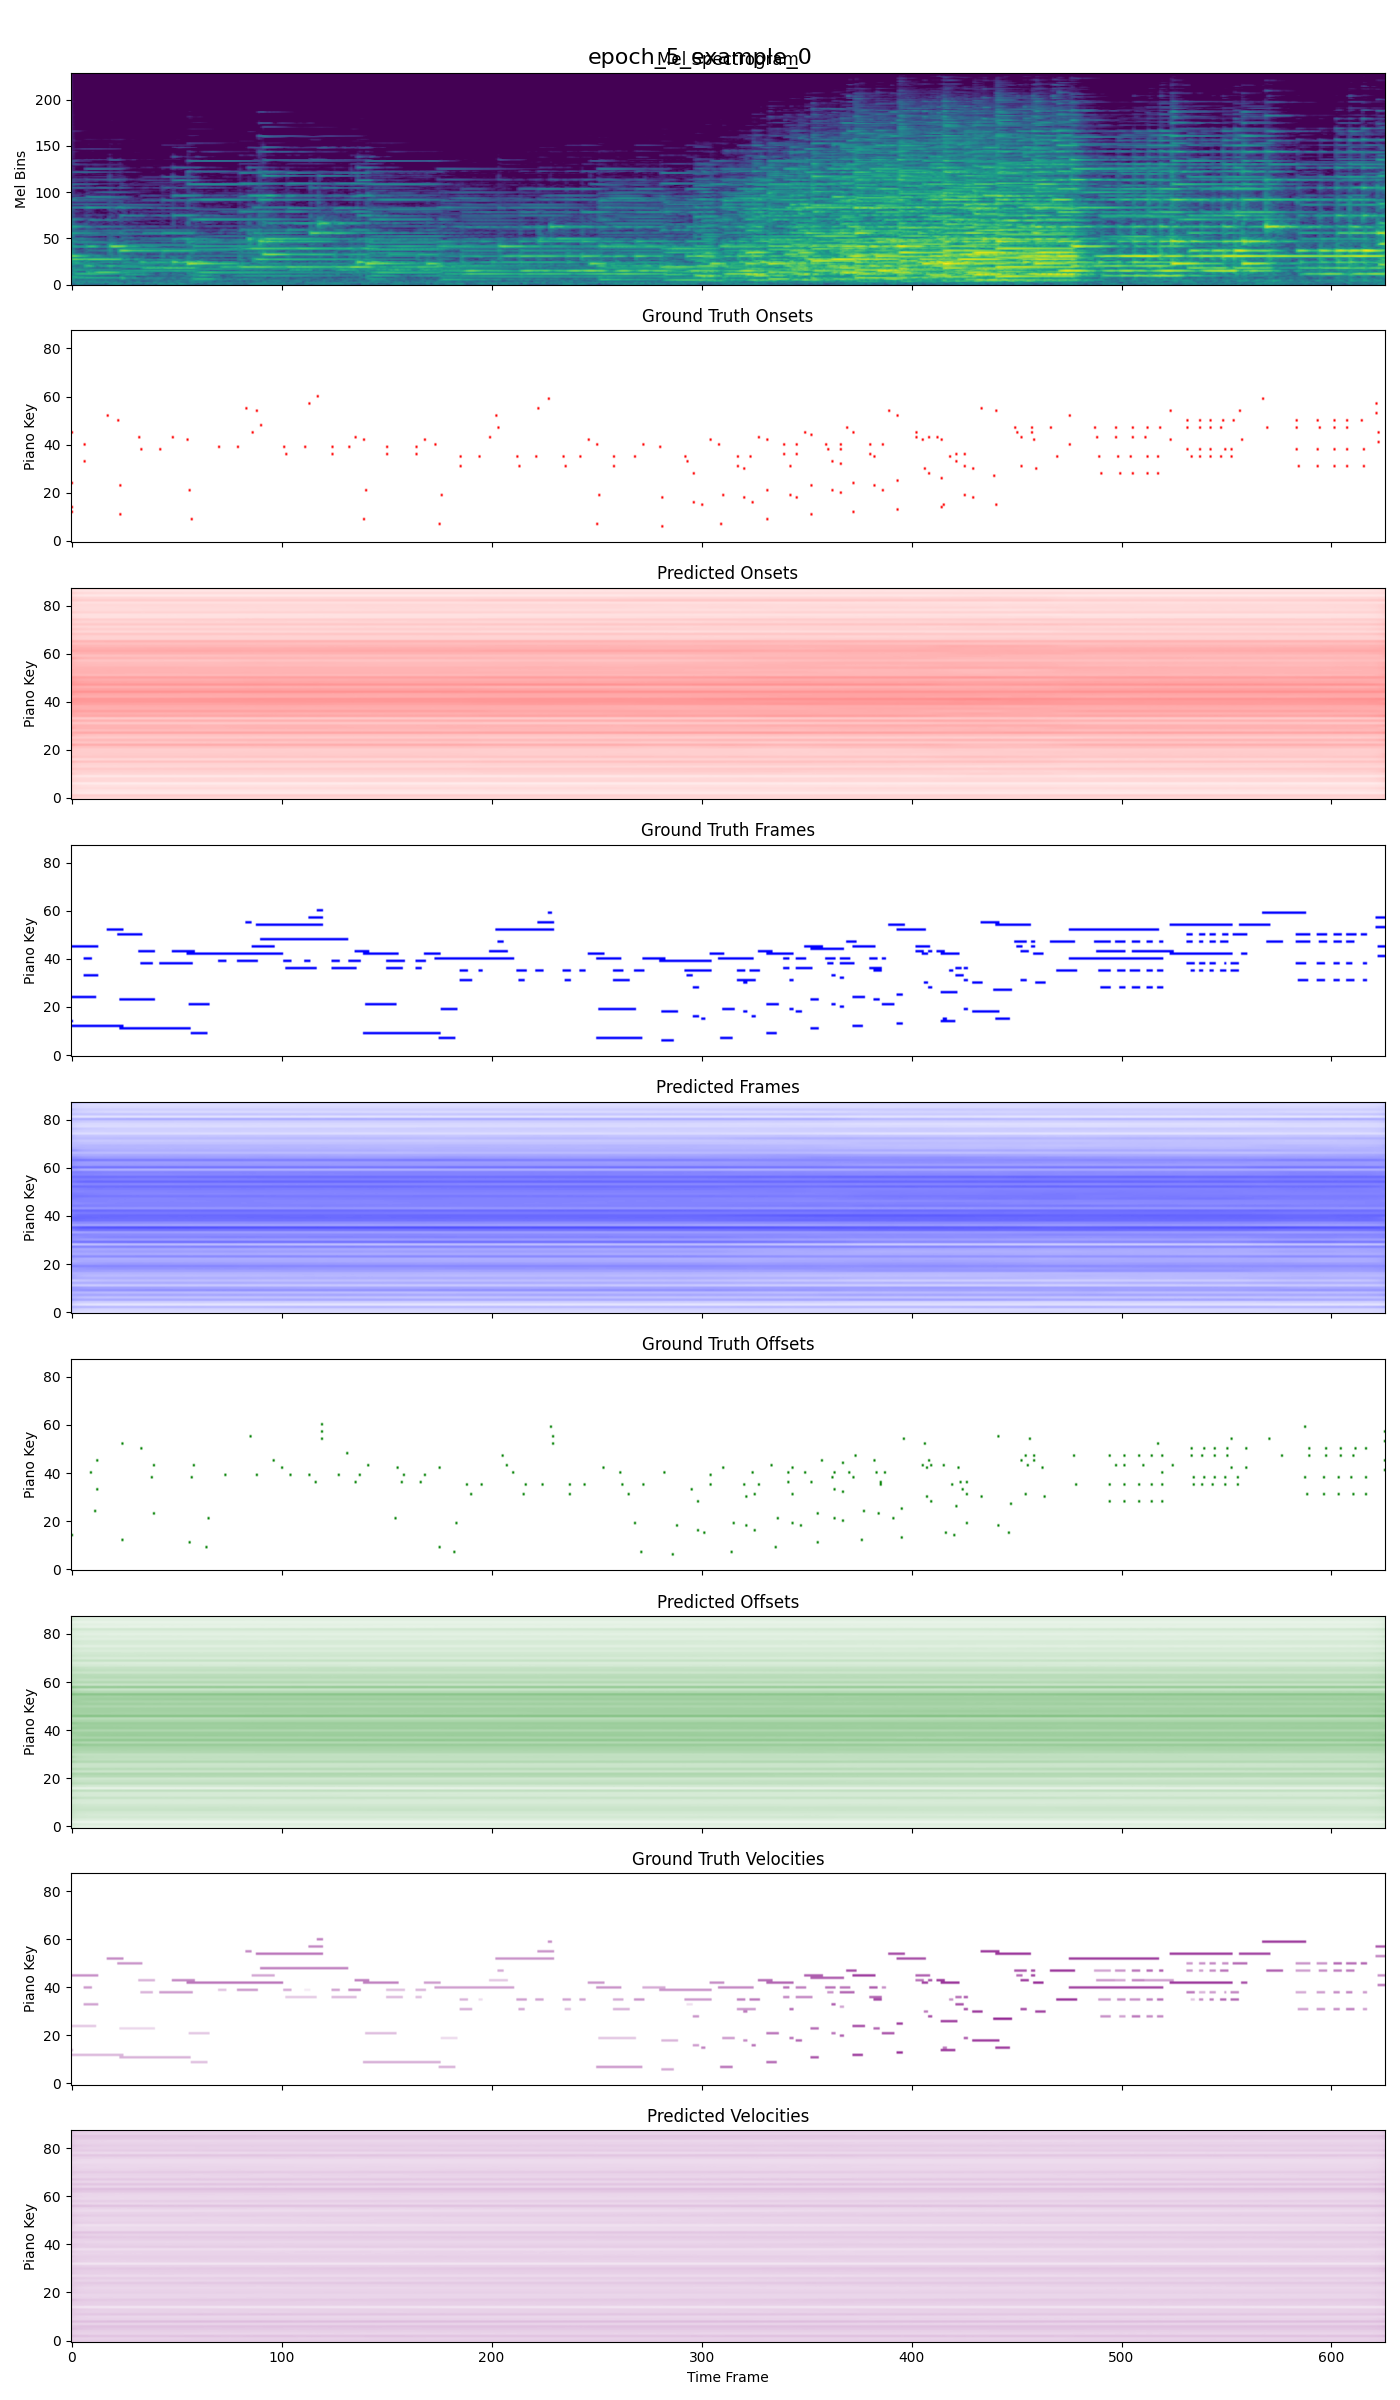 epoch_5_example_0
Mel Spectrogram
200
150
100
50
0
Mel Bins
Ground Truth Onsets
80
60
40
20
0
Piano Key
Predicted Onsets
80
60
40
20
0
Piano Key
Ground Truth Frames
80
60
40
20
0
Piano Key
Predicted Frames
80
60
40
20
0
Piano Key
Ground Truth Offsets
80
60
40
20
0
Piano Key
Predicted Offsets
80
60
40
20
0
Piano Key
Ground Truth Velocities
80
60
40
20
0
Piano Key
Predicted Velocities
80
60
40
20
0
Piano Key
0 100 200 300 400 500 600
Time Frame